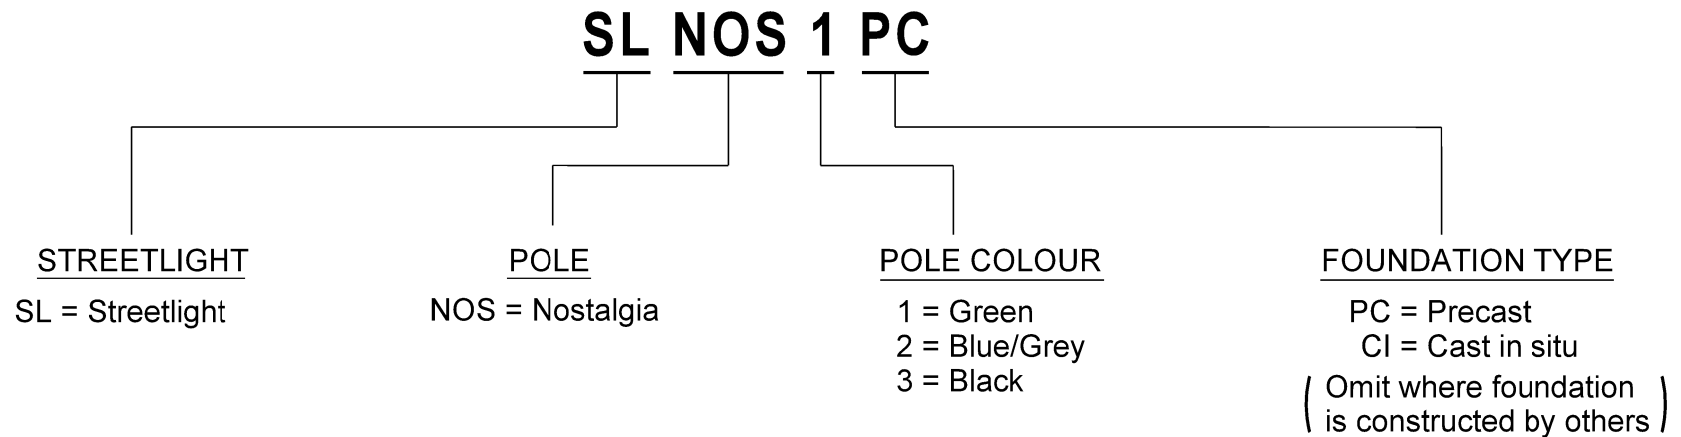 SL NOS 1 PC
STREETLIGHT
SL = Streetlight
POLE
NOS = Nostalgia
POLE COLOUR
1 = Green
2 = Blue/Grey
3 = Black
FOUNDATION TYPE
PC = Precast
CI = Cast in situ
( Omit where foundation
is constructed by others )